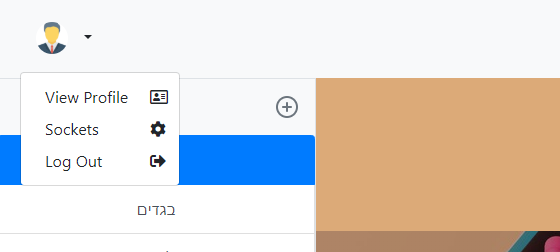 View Profile
Sockets
Log Out
בגדים